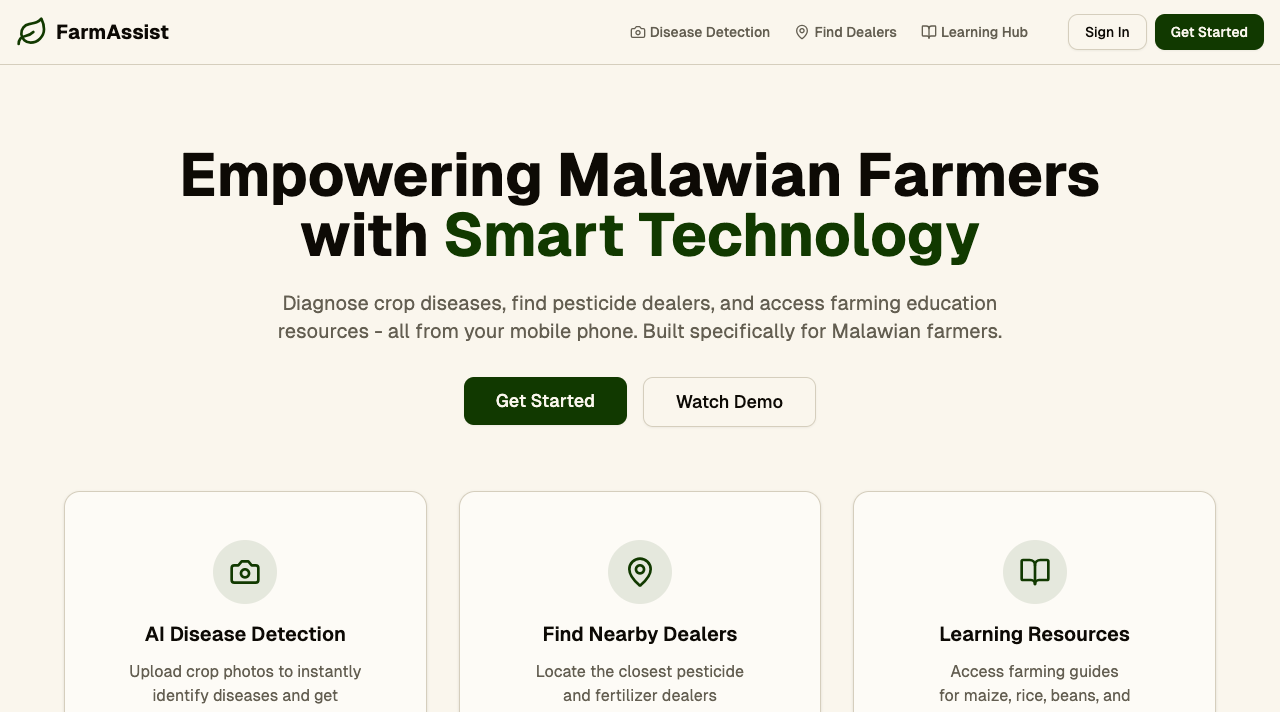 FarmAssist
Disease Detection
Find Dealers
Learning Hub
Sign In
Get Started
Empowering Malawian Farmers
with Smart Technology
Diagnose crop diseases, find pesticide dealers, and access farming education
resources - all from your mobile phone. Built specifically for Malawian farmers.
Get Started
Watch Demo
AI Disease Detection
Upload crop photos to instantly
identify diseases and get
Find Nearby Dealers
Locate the closest pesticide
and fertilizer dealers
Learning Resources
Access farming guides
for maize, rice, beans, and